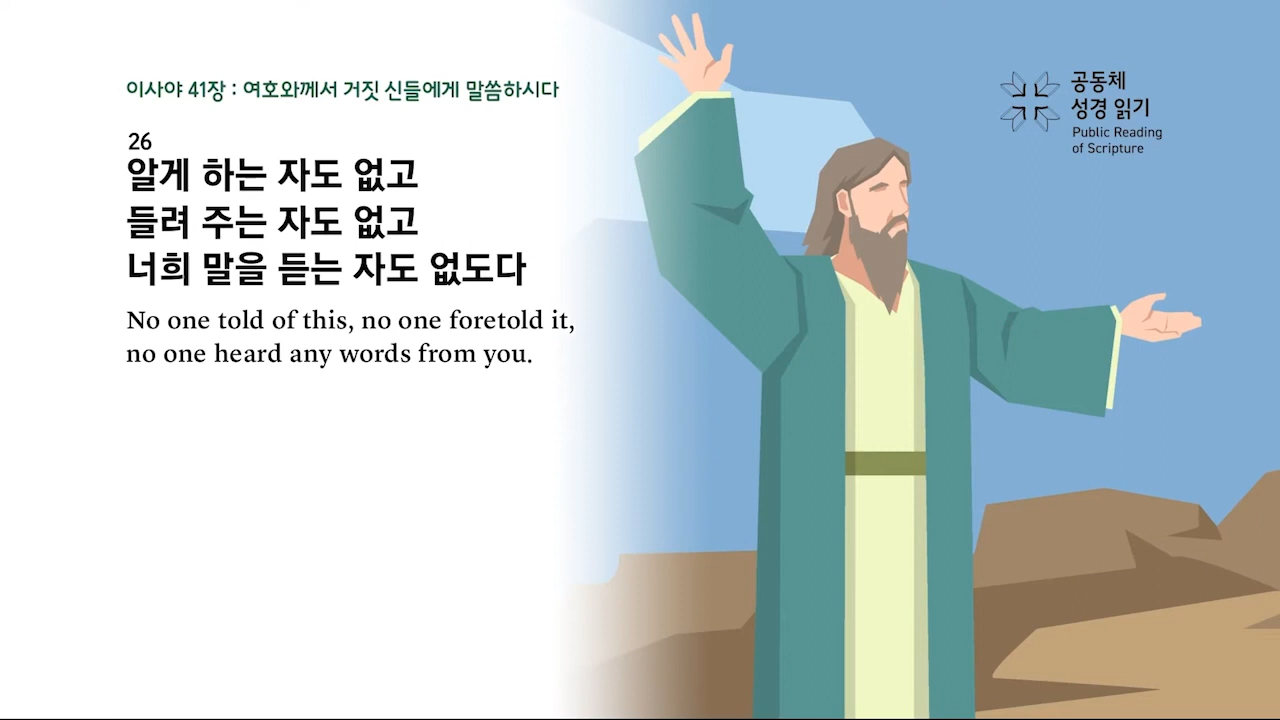 이사야 41장 : 여호와께서 거짓 신들에게 말씀하시다
26
알게 하는 자도 없고
들려 주는 자도 없고
너희 말을 듣는 자도 없도다
No one told of this, no one foretold it,
no one heard any words from you.
공동체
성경 읽기
Public Reading
of Scripture